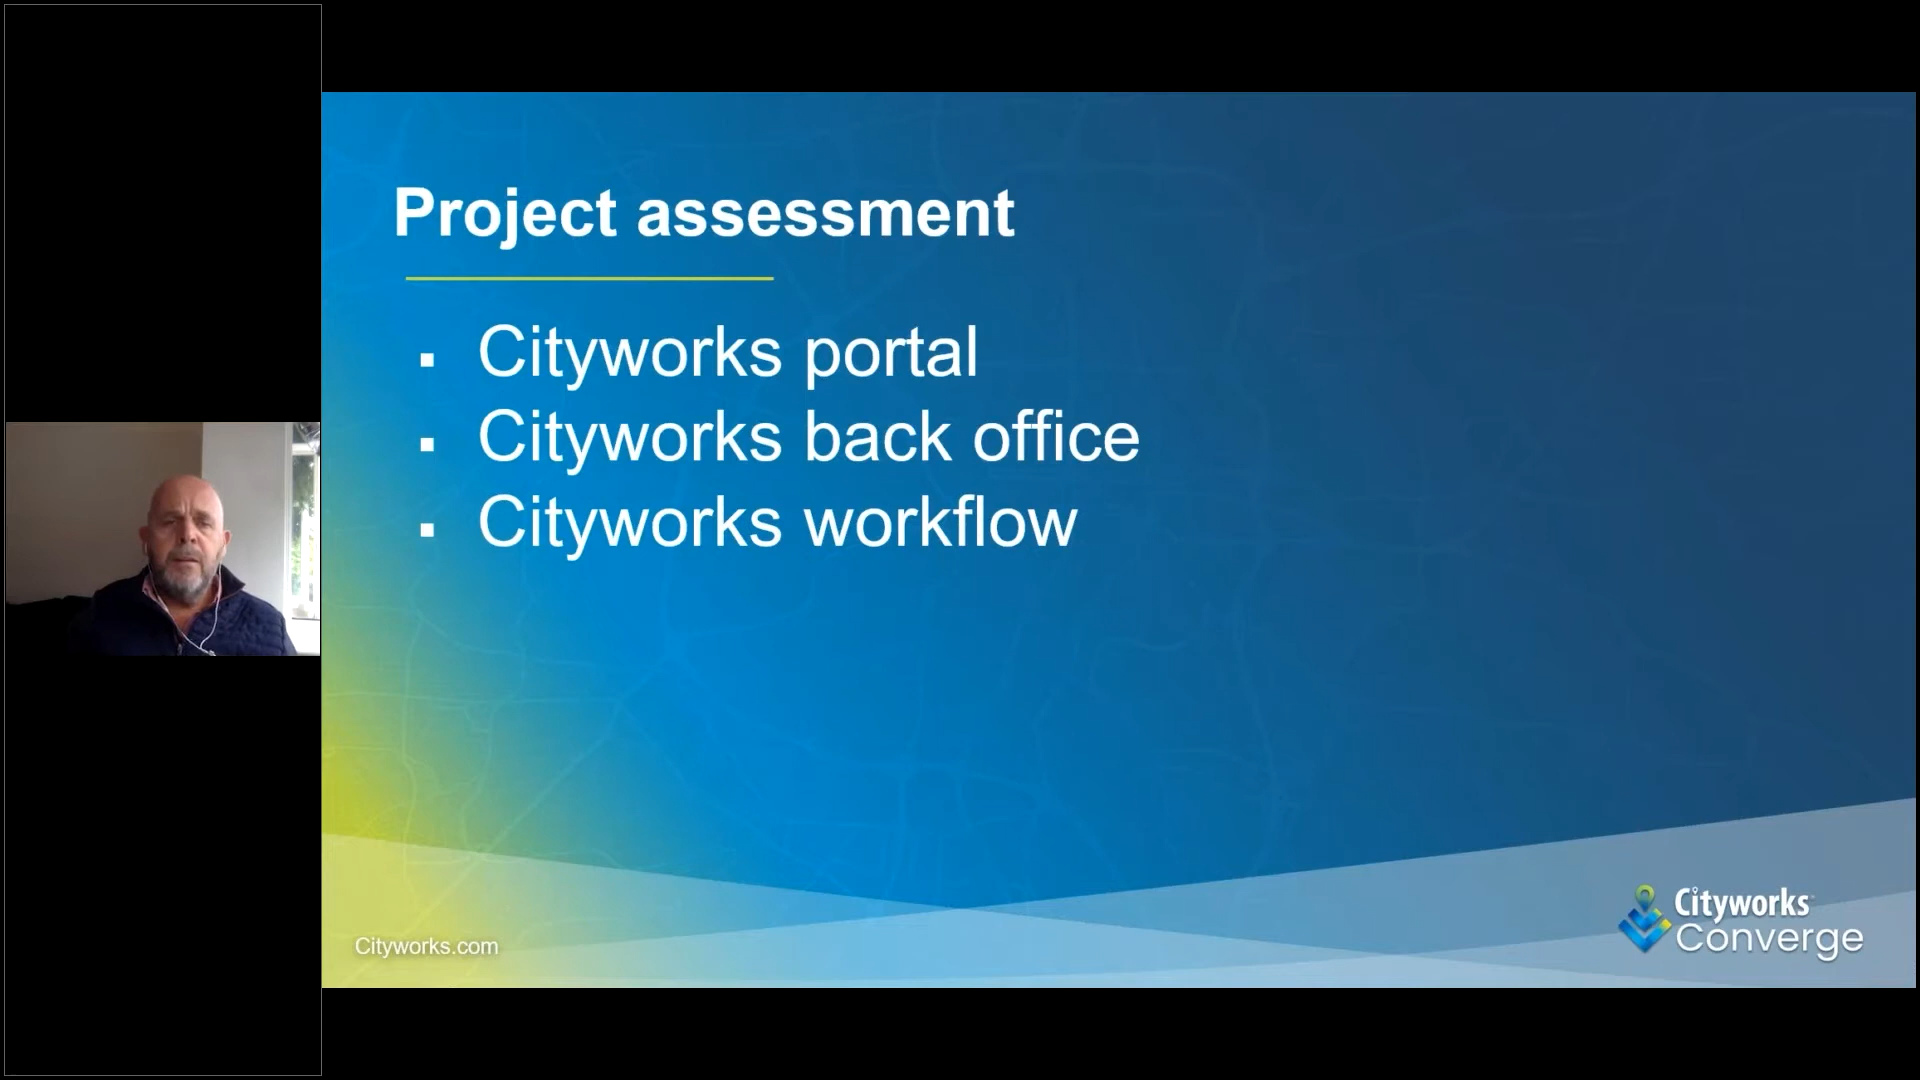 Project assessment
▪ Cityworks portal
▪ Cityworks back office
▪ Cityworks workflow
Cityworks.com
Cityworks
Converge